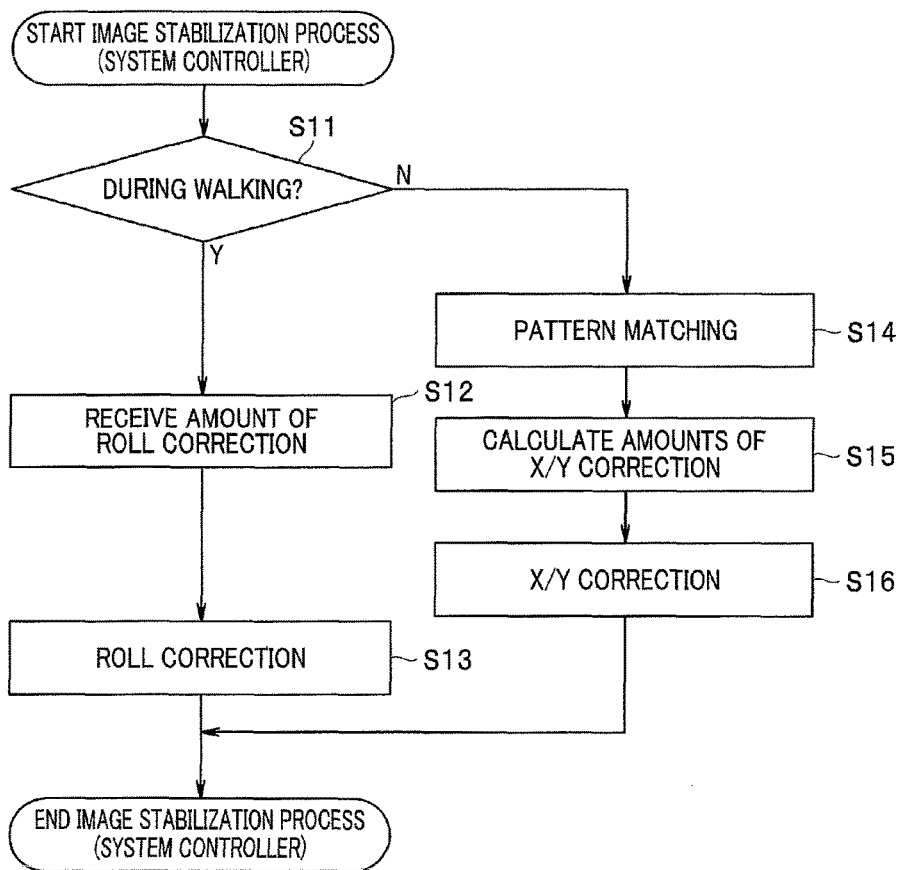 START IMAGE STABILIZATION PROCESS
(SYSTEM CONTROLLER)
S11
DURING WALKING?
N
Y
PATTERN MATCHING
S14
S12
RECEIVE AMOUNT OF
ROLL CORRECTION
CALCULATE AMOUNTS OF
X/Y CORRECTION
S15
X/Y CORRECTION
S16
ROLL CORRECTION
S13
END IMAGE STABILIZATION PROCESS
(SYSTEM CONTROLLER)